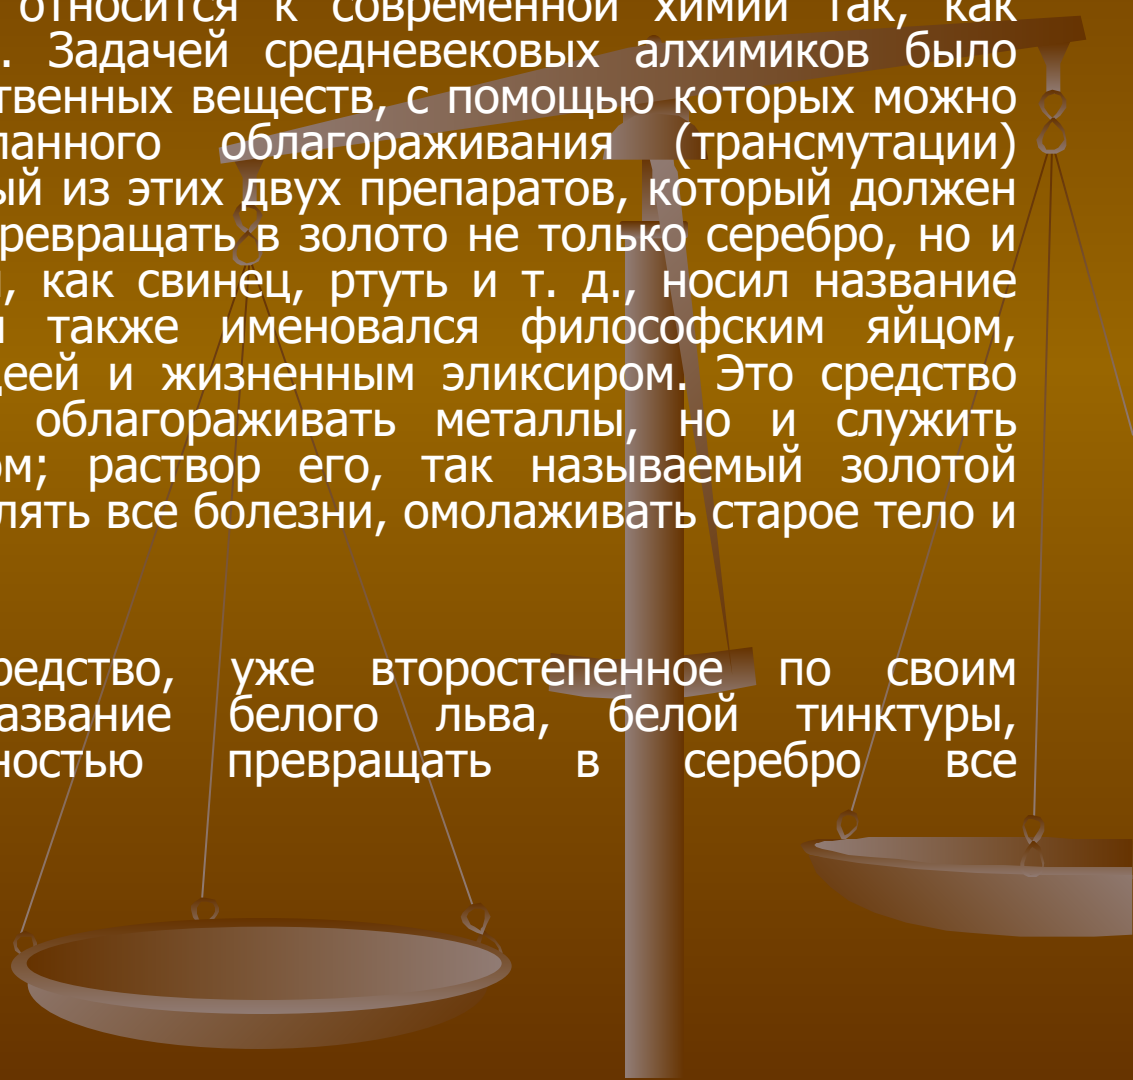 относится к современной химии так, как
. Задачей средневековых алхимиков было
твенных веществ, с помощью которых можно
ланного облагораживания (трансмутации)
ый из этих двух препаратов, который должен
ревращать в золото не только серебро, но и
, как свинец, ртуть и т. д., носил название
также именовался философским яйцом,
еей и жизненным эликсиром. Это средство
облагораживать металлы, но и служить
ом; раствор его, так называемый золотой
лять все болезни, омолаживать старое тело и
редство, уже второстепенное по своим
азвание белого льва, белой тинктуры,
ностью превращать в серебро все